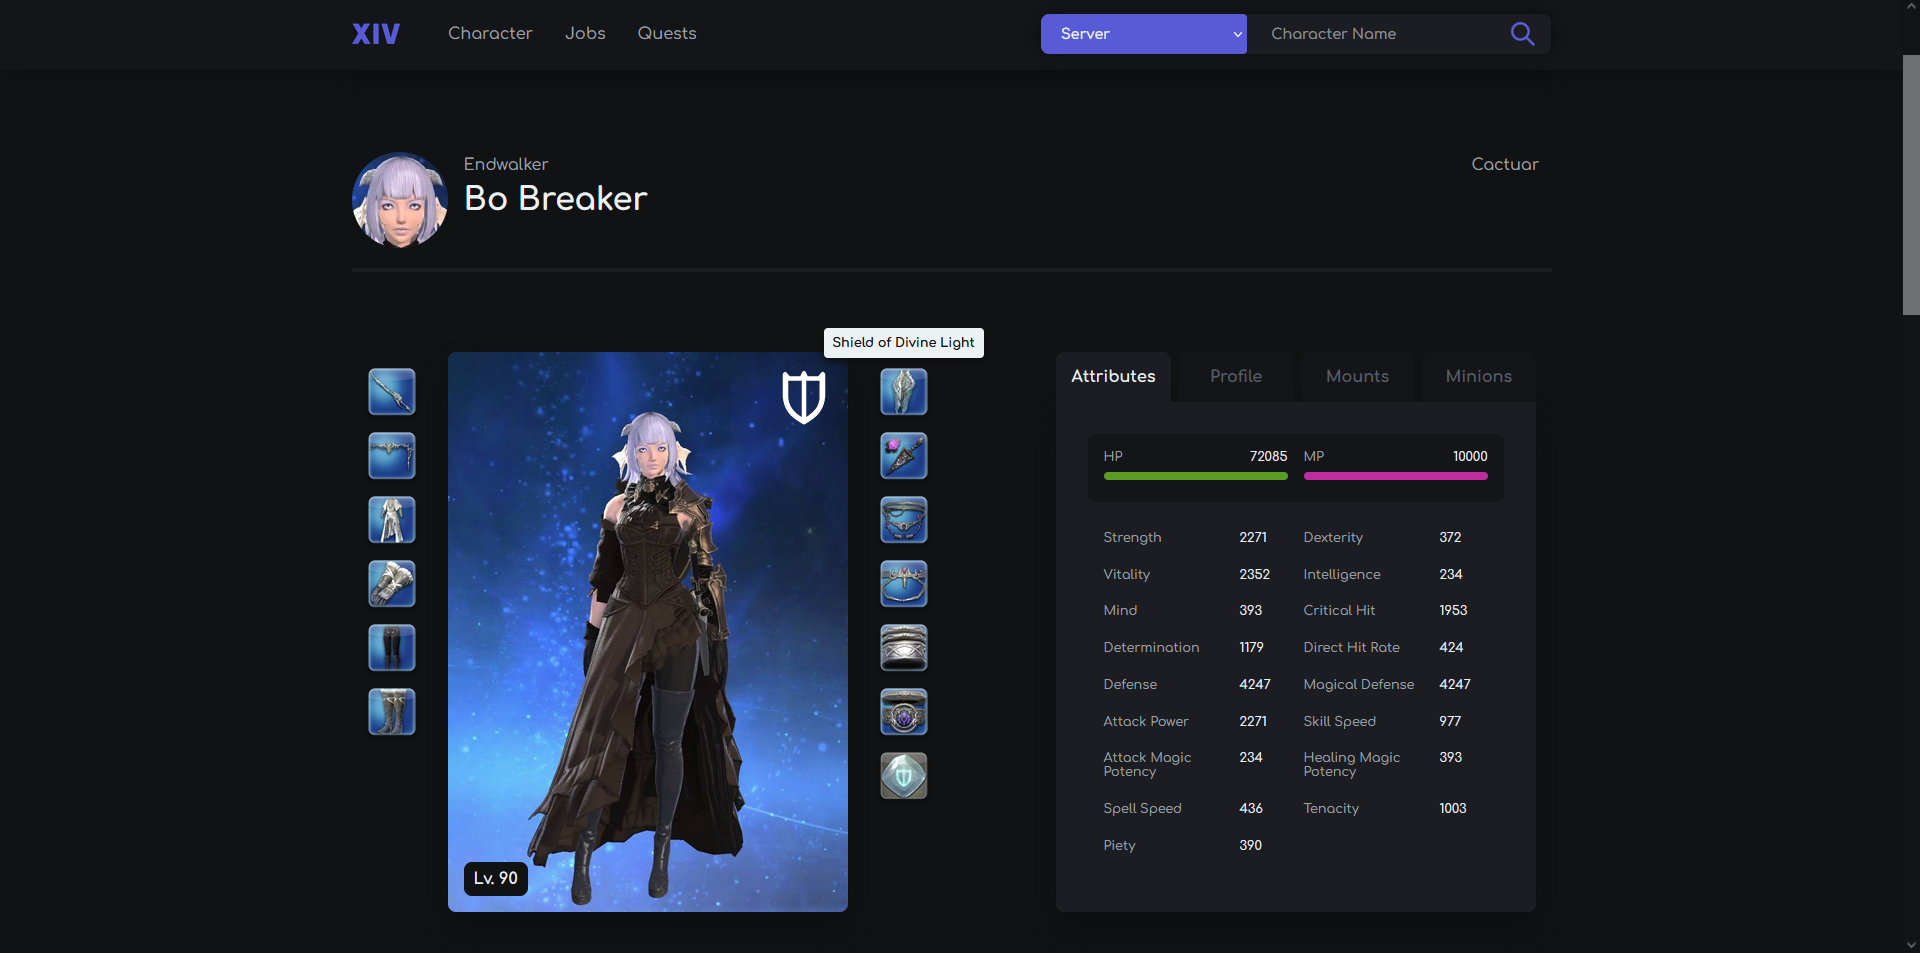 XIV
Character
Jobs
Quests
Server
Character Name
Endwalker
Bo Breaker
Cactuar
Shield of Divine Light
Lv. 90
Attributes
Profile
Mounts
Minions
HP 72085 MP 10000
Strength 2271 Dexterity 372
Vitality 2352 Intelligence 234
Mind 393 Critical Hit 1953
Determination 1179 Direct Hit Rate 424
Defense 4247 Magical Defense 4247
Attack Power 2271 Skill Speed 977
Attack Magic Potency 234 Healing Magic Potency 393
Spell Speed 436 Tenacity 1003
Piety 390